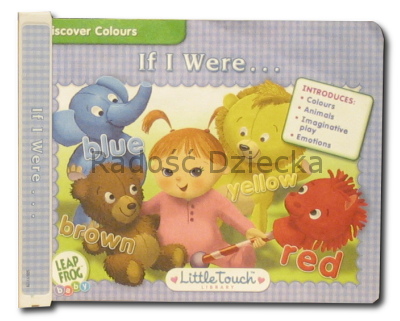 Discover Colours
If I Were...
INTRODUCES:
• Colours
• Animals
• Imaginative
play
• Emotions
blue
Radość Dziecka
yellow
brown
red
If I Were...
LEAP
FROG
baby
LittleTouch
LIBRARY